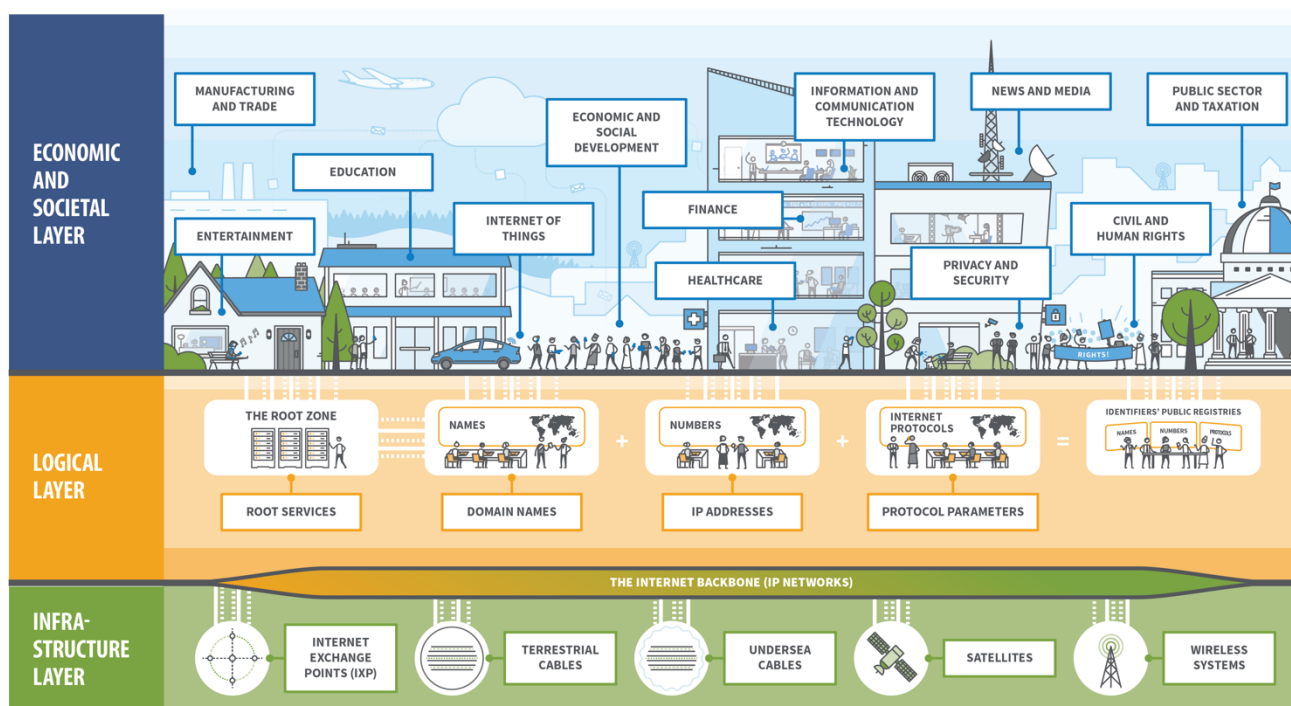 ECONOMIC
AND
SOCIETAL
LAYER
MANUFACTURING
AND TRADE
ENTERTAINMENT
EDUCATION
INTERNET OF
THINGS
ECONOMIC AND
SOCIAL
DEVELOPMENT
FINANCE
HEALTHCARE
INFORMATION AND
COMMUNICATION
TECHNOLOGY
NEWS AND MEDIA
PRIVACY AND
SECURITY
CIVIL AND
HUMAN RIGHTS
PUBLIC SECTOR
AND TAXATION
RIGHTS!
LOGICAL
LAYER
THE ROOT ZONE
ROOT SERVICES
NAMES
DOMAIN NAMES
+
NUMBERS
IP ADDRESSES
+
INTERNET
PROTOCOLS
PROTOCOL PARAMETERS
=
IDENTIFIERS' PUBLIC REGISTRIES
NAMES
NUMBERS
PROTOCOLS
THE INTERNET BACKBONE (IP NETWORKS)
INFRA-
STRUCTURE
LAYER
INTERNET
EXCHANGE
POINTS (IXP)
TERRESTRIAL
CABLES
UNDERSEA
CABLES
SATELLITES
WIRELESS
SYSTEMS